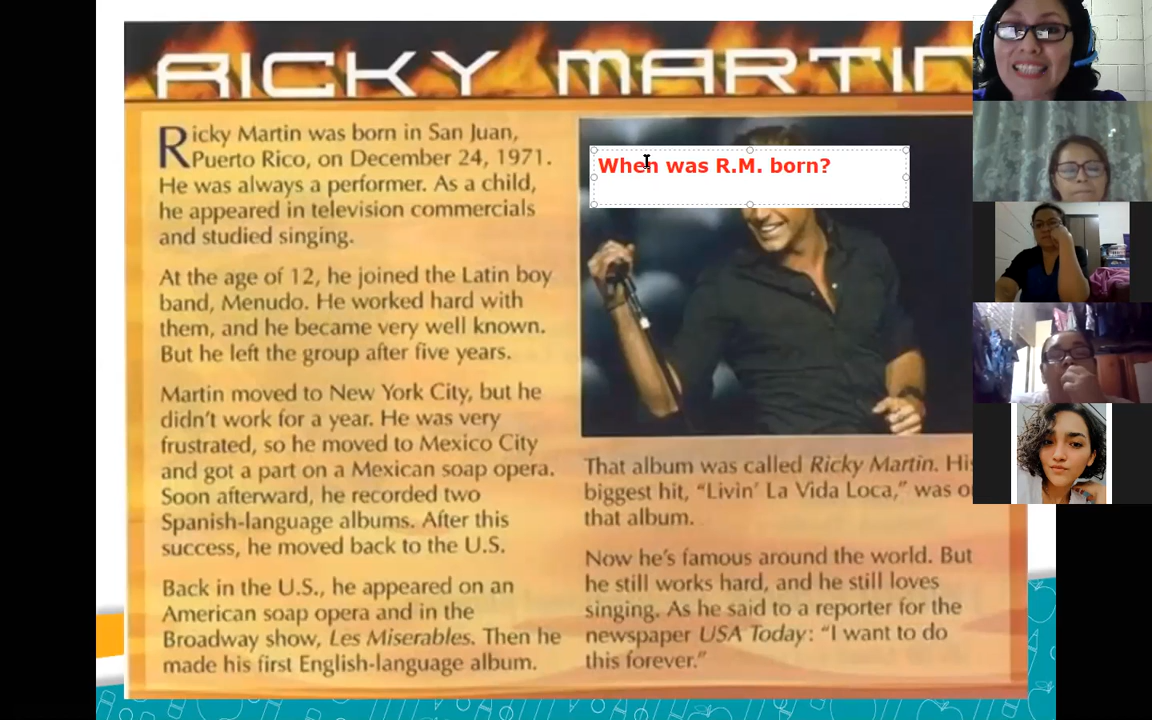 RICKY MARTIN
Ricky Martin was born in San Juan,
Puerto Rico, on December 24, 1971.
He was always a performer. As a child,
he appeared in television commercials
and studied singing.
At the age of 12, he joined the Latin boy
band, Menudo. He worked hard with
them, and he became very well known.
But he left the group after five years.
Martin moved to New York City, but he
didn't work for a year. He was very
frustrated, so he moved to Mexico City
and got a part on a Mexican soap opera.
Soon afterward, he recorded two
Spanish-language albums. After this
success, he moved back to the U.S.
Back in the U.S., he appeared on an
American soap opera and in the
Broadway show, Les Miserables. Then he
made his first English-language album.
When was R.M. born?
That album was called Ricky Martin. His
biggest hit, "Livin' La Vida Loca," was
that album.
Now he's famous around the world. But
he still works hard, and he still loves
singing. As he said to a reporter for the
newspaper USA Today: "I want to do
this forever."